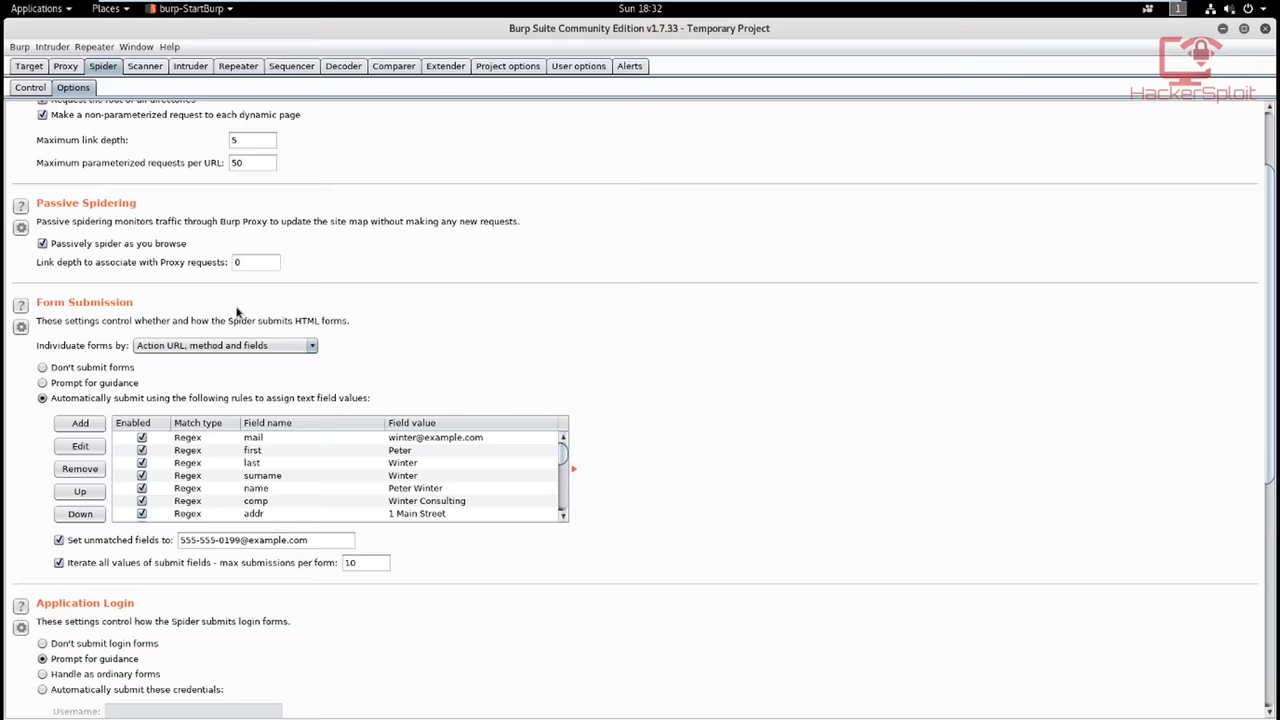 Applications Places burp-StartBurp Sun 18:32 1
Burp Suite Community Edition v1.7.33 - Temporary Project
Burp Intruder Repeater Window Help
Target Proxy Spider Scanner Intruder Repeater Sequencer Decoder Comparer Extender Project options User options Alerts
HackerSploit
Control Options
Request the root of all directories
Make a non-parameterized request to each dynamic page
Maximum link depth: 5
Maximum parameterized requests per URL: 50
? Passive Spidering
Passive spidering monitors traffic through Burp Proxy to update the site map without making any new requests.
Passively spider as you browse
Link depth to associate with Proxy requests: 0
? Form Submission
These settings control whether and how the Spider submits HTML forms.
Individuate forms by: Action URL, method and fields
Don't submit forms
Prompt for guidance
Automatically submit using the following rules to assign text field values:
Add Enabled Match type Field name Field value
Regex mail winter@example.com
Edit Regex first Peter
Regex last Winter
Remove Regex surname Winter
Up Regex name Peter Winter
Regex comp Winter Consulting
Down Regex addr 1 Main Street
Set unmatched fields to: 555-555-0199@example.com
Iterate all values of submit fields - max submissions per form: 10
? Application Login
These settings control how the Spider submits login forms.
Don't submit login forms
Prompt for guidance
Handle as ordinary forms
Automatically submit these credentials:
Username: